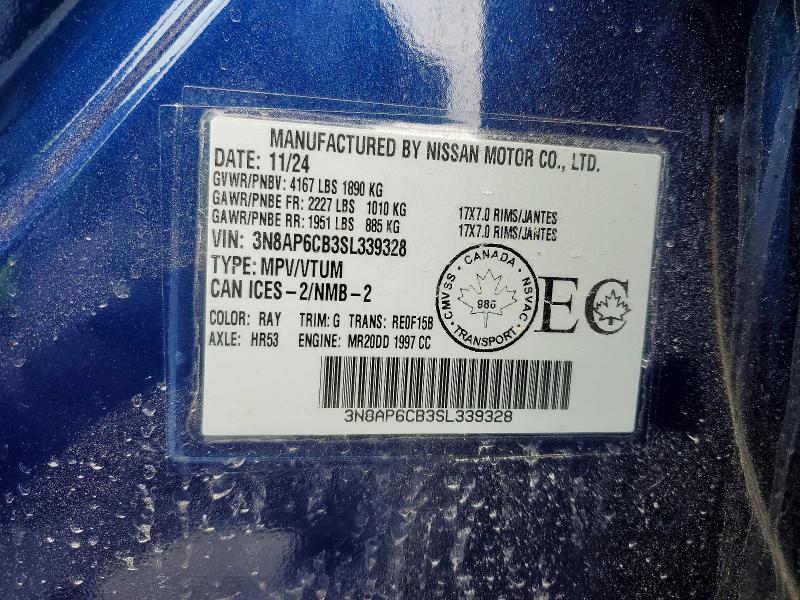 MANUFACTURED BY NISSAN MOTOR CO., LTD.
DATE: 11/24
GVWR/PNBV: 4167 LBS 1890 KG
GAWR/PNBE FR: 2227 LBS 1010 KG 17X7.0 RIMS/JANTES
GAWR/PNBE RR: 1951 LBS 885 KG 17X7.0 RIMS/JANTES
VIN: 3N8AP6CB3SL339328
TYPE: MPV/VTUM
CAN ICES-2/NMB-2
CANADA · NSVAC · TRANSPORT · CMVSS ·
986
EC
COLOR: RAY TRIM: G TRANS: RE0F15B
AXLE: HR53 ENGINE: MR20DD 1997 CC
3N8AP6CB3SL339328